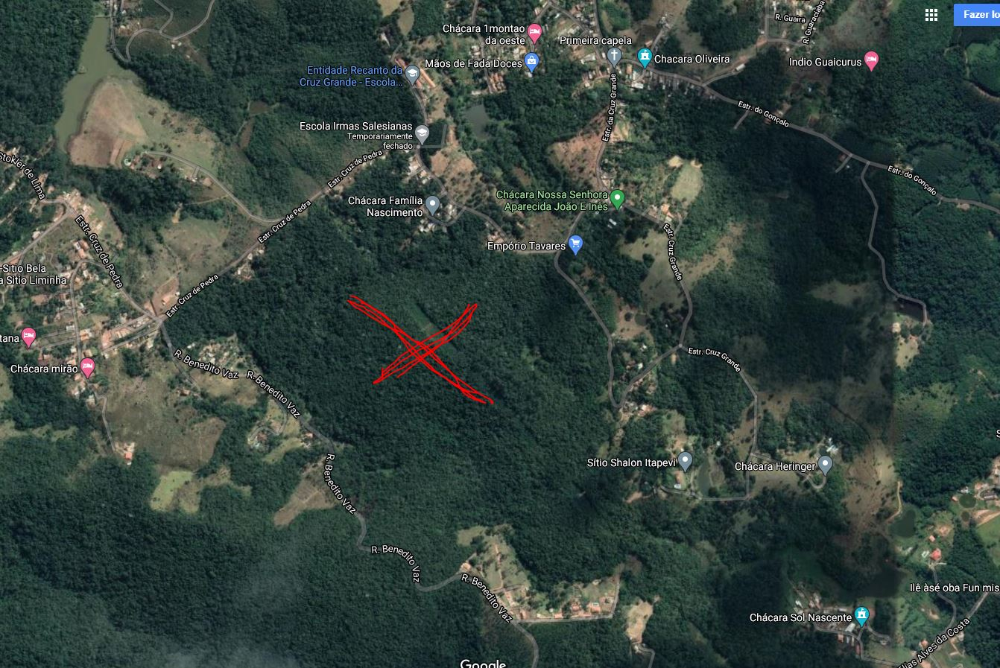 Fazer lo
R. Guaira
R. Guaraciaba
Chácara 1montao
da oeste
Primeira capela
Mãos de Fada Doces
Chacara Oliveira
Indio Guaicurus
Entidade Recanto da
Cruz Grande - Escola...
Estr. da Cruz Grande
Estr. do Gonçalo
Escola Irmas Salesianas
Temporariamente
fechado
Estr. Cruz de Pedra
Stokler de Lima
Estr. do Gonçalo
Chácara Família
Nascimento
Chácara Nossa Senhora
Aparecida João E Inês
Estr. Cruz de Pedra
Estr. Cruz de Pedra
Empório Tavares
Estr. Cruz Grande
-Sitio Bela
a Sitio Liminha
Estr. Cruz de Pedra
tana
Chácara mirão
R. Benedito Vaz
R. Benedito Vaz
Estr. Cruz Grande
R. Benedito Vaz
Sítio Shalon Itapevi
Chácara Heringer
S
R. Benedito Vaz
R. Benedito Vaz
Ilê àsé oba Fun mis
Chácara Sol Nascente
Elias Alves da Costa
Google